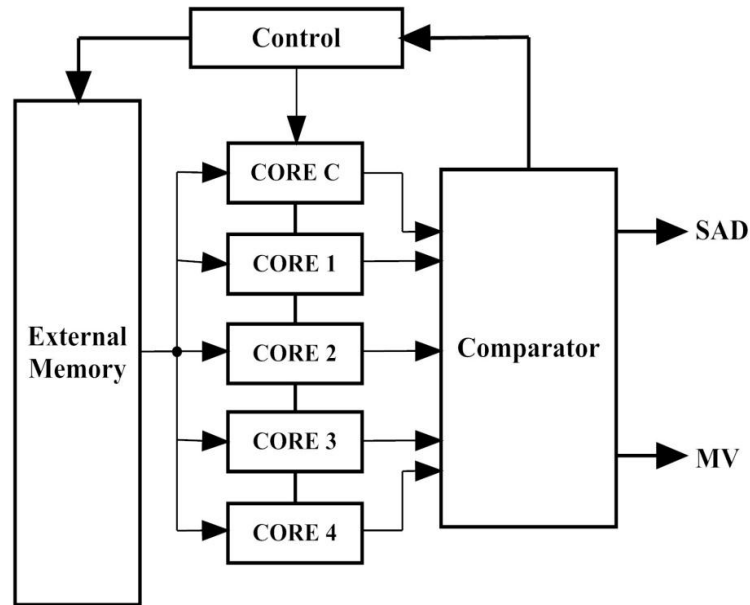 Control
CORE C
SAD
CORE 1
External
Memory
CORE 2
Comparator
CORE 3
MV
CORE 4